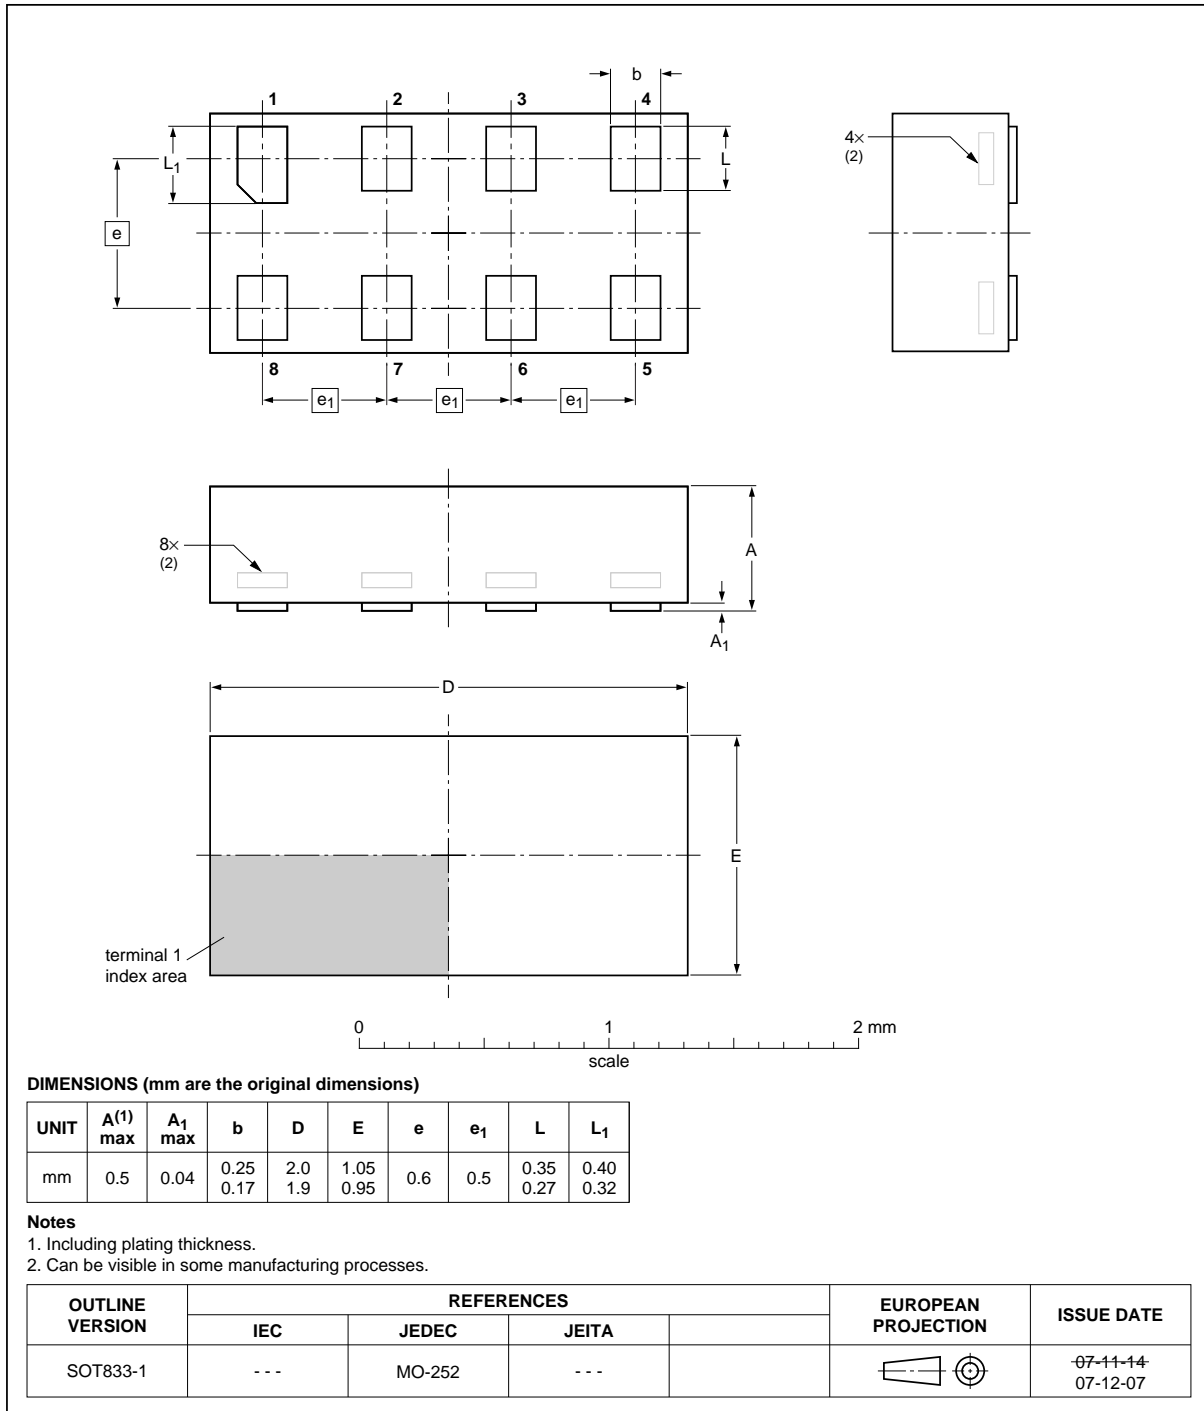 b
1 2 3 4
L1
L
4×
(2)
e
8 7 6 5
e1 e1 e1
8×
(2)
A
A1
D
E
terminal 1
index area
0 1 2 mm
scale
DIMENSIONS (mm are the original dimensions)
UNIT A(1) max A1 max b D E e e1 L L1
mm 0.5 0.04 0.25 0.17 2.0 1.9 1.05 0.95 0.6 0.5 0.35 0.27 0.40 0.32
Notes
1. Including plating thickness.
2. Can be visible in some manufacturing processes.
OUTLINE VERSION REFERENCES EUROPEAN PROJECTION ISSUE DATE
IEC JEDEC JEITA
SOT833-1 - - - MO-252 - - - 07-11-14
07-12-07